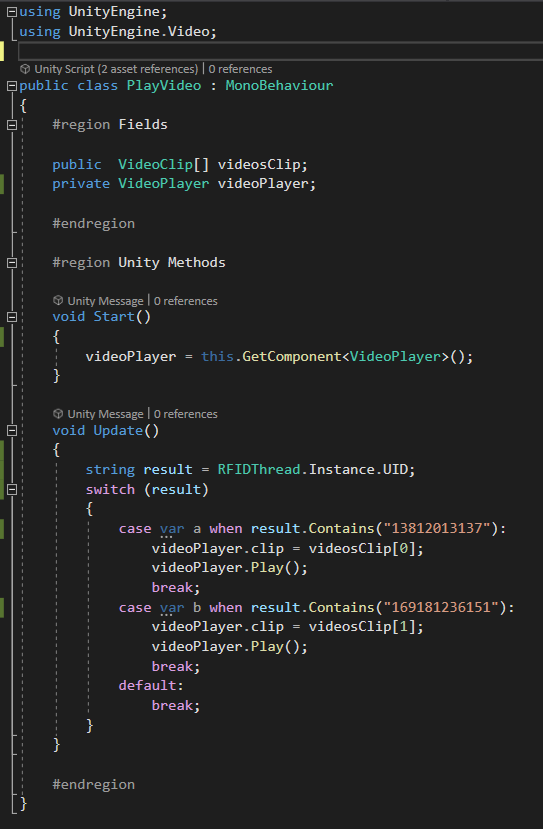 using UnityEngine;
using UnityEngine.Video;
Unity Script (2 asset references) | 0 references
public class PlayVideo : MonoBehaviour
{
#region Fields
public  VideoClip[] videosClip;
private VideoPlayer videoPlayer;
#endregion
#region Unity Methods
Unity Message | 0 references
void Start()
{
videoPlayer = this.GetComponent<VideoPlayer>();
}
Unity Message | 0 references
void Update()
{
string result = RFIDThread.Instance.UID;
switch (result)
{
case var a when result.Contains("13812013137"):
videoPlayer.clip = videosClip[0];
videoPlayer.Play();
break;
case var b when result.Contains("169181236151"):
videoPlayer.clip = videosClip[1];
videoPlayer.Play();
break;
default:
break;
}
}
#endregion
}